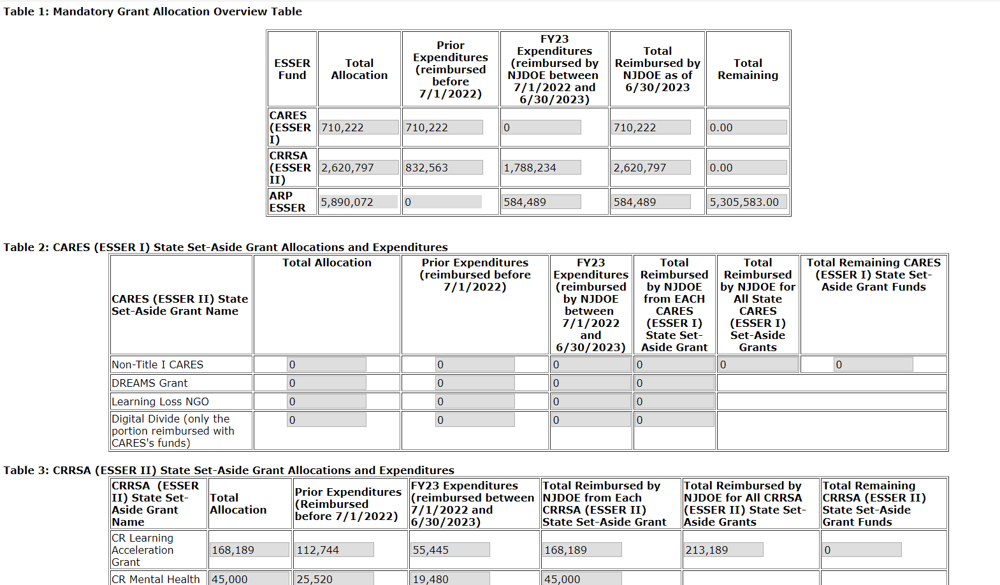 Table 1: Mandatory Grant Allocation Overview Table
ESSER
Fund
Total
Allocation
Prior
Expenditures
(reimbursed
before
7/1/2022)
FY23
Expenditures
(reimbursed by
NJDOE between
7/1/2022 and
6/30/2023)
Total
Reimbursed by
NJDOE as of
6/30/2023
Total
Remaining
CARES
(ESSER
I)
710,222
710,222
0
710,222
0.00
CRRSA
(ESSER
II)
2,620,797
832,563
1,788,234
2,620,797
0.00
ARP
ESSER
5,890,072
0
584,489
584,489
5,305,583.00
Table 2: CARES (ESSER I) State Set-Aside Grant Allocations and Expenditures
CARES (ESSER II) State
Set-Aside Grant Name
Total Allocation
Prior Expenditures
(reimbursed before
7/1/2022)
FY23
Expenditures
(reimbursed
by NJDOE
between
7/1/2022
and
6/30/2023)
Total
Reimbursed
by NJDOE
from EACH
CARES
(ESSER I)
State Set-
Aside Grant
Total
Reimbursed
by NJDOE for
All State
CARES
(ESSER I)
Set-Aside
Grants
Total Remaining CARES
(ESSER I) State Set-
Aside Grant Funds
Non-Title I CARES
0
0
0
0
0
0
DREAMS Grant
0
0
0
0
Learning Loss NGO
0
0
0
0
Digital Divide (only the
portion reimbursed with
CARES's funds)
0
0
0
0
Table 3: CRRSA (ESSER II) State Set-Aside Grant Allocations and Expenditures
CRRSA (ESSER
II) State Set-
Aside Grant
Name
Total
Allocation
Prior Expenditures
(Reimbursed
before 7/1/2022)
FY23 Expenditures
(reimbursed between
7/1/2022 and
6/30/2023)
Total Reimbursed by
NJDOE from Each
CRRSA (ESSER II)
State Set-Aside Grant
Total Reimbursed by
NJDOE for All CRRSA
(ESSER II) State Set-
Aside Grants
Total Remaining
CRRSA (ESSER II)
State Set-Aside
Grant Funds
CR Learning
Acceleration
Grant
168,189
112,744
55,445
168,189
213,189
0
CR Mental Health
45,000
25,520
19,480
45,000